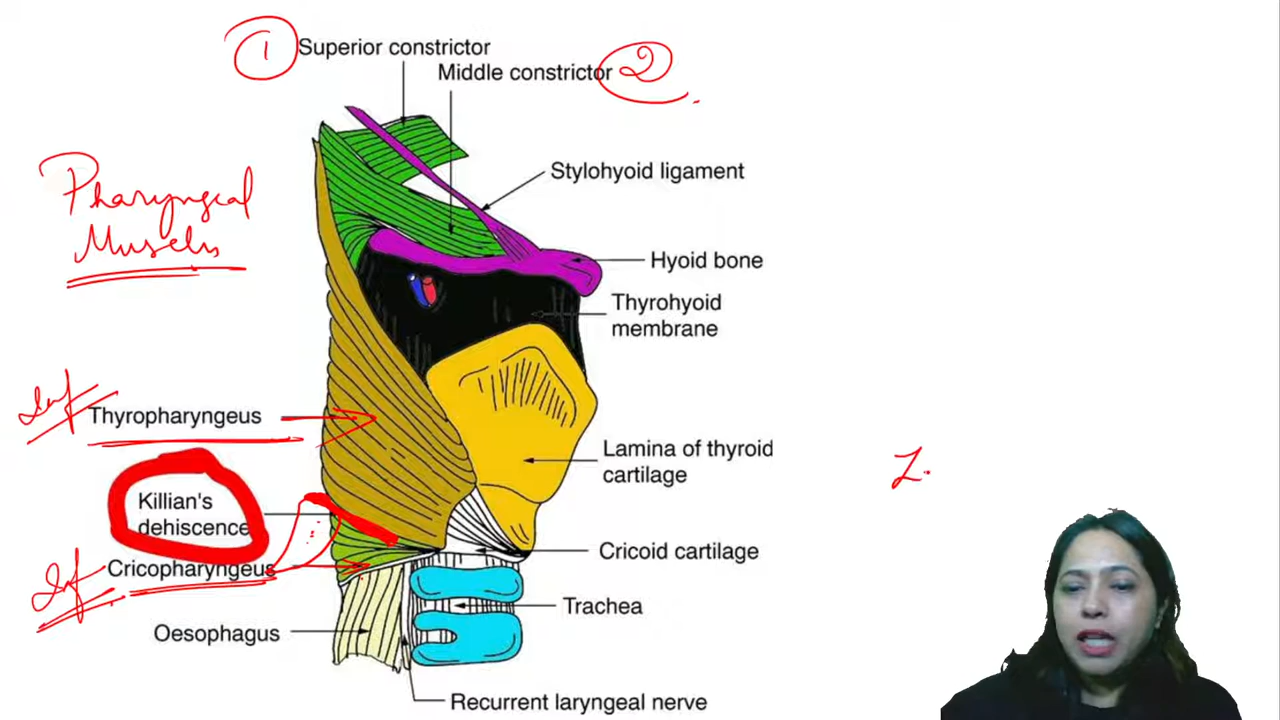 1
Superior constrictor
Middle constrictor
2
Stylohyoid ligament
Pharyngeal
Muscles
Hyoid bone
Thyrohyoid
membrane
Inf
Thyropharyngeus
Lamina of thyroid
cartilage
Killian's
dehiscence
Cricoid cartilage
Inf
Cricopharyngeus
Trachea
Oesophagus
Recurrent laryngeal nerve